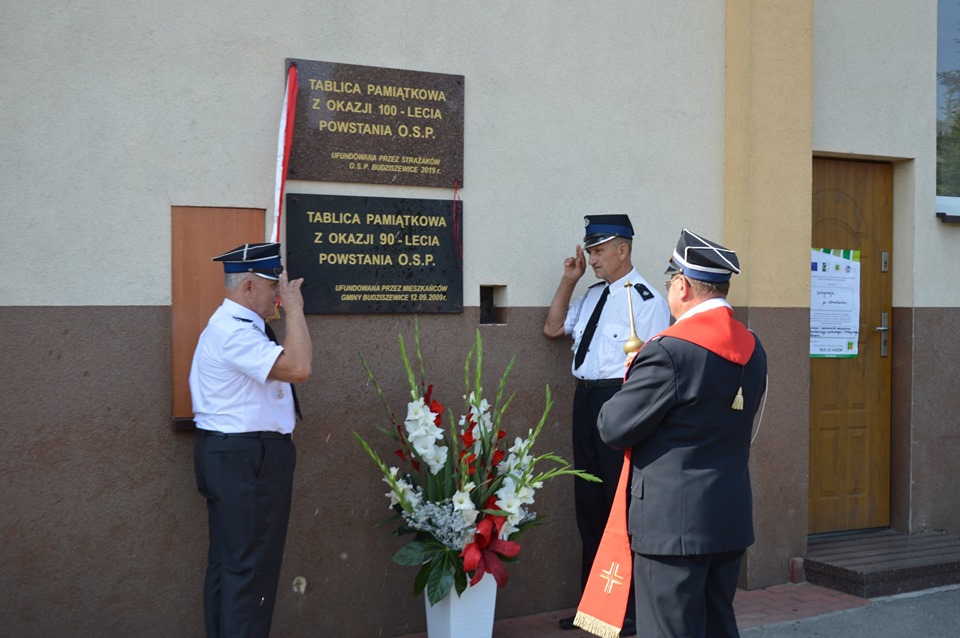 TABLICA PAMIĄTKOWA
Z OKAZJI 100 - LECIA
POWSTANIA O.S.P.
UFUNDOWANA PRZEZ STRAŻAKÓW
O.S.P. BUDZISZEWICE 2019 r.
TABLICA PAMIĄTKOWA
Z OKAZJI 90 - LECIA
POWSTANIA O.S.P.
UFUNDOWANA PRZEZ MIESZKAŃCÓW
GMINY BUDZISZEWICE 12.09.2009r.